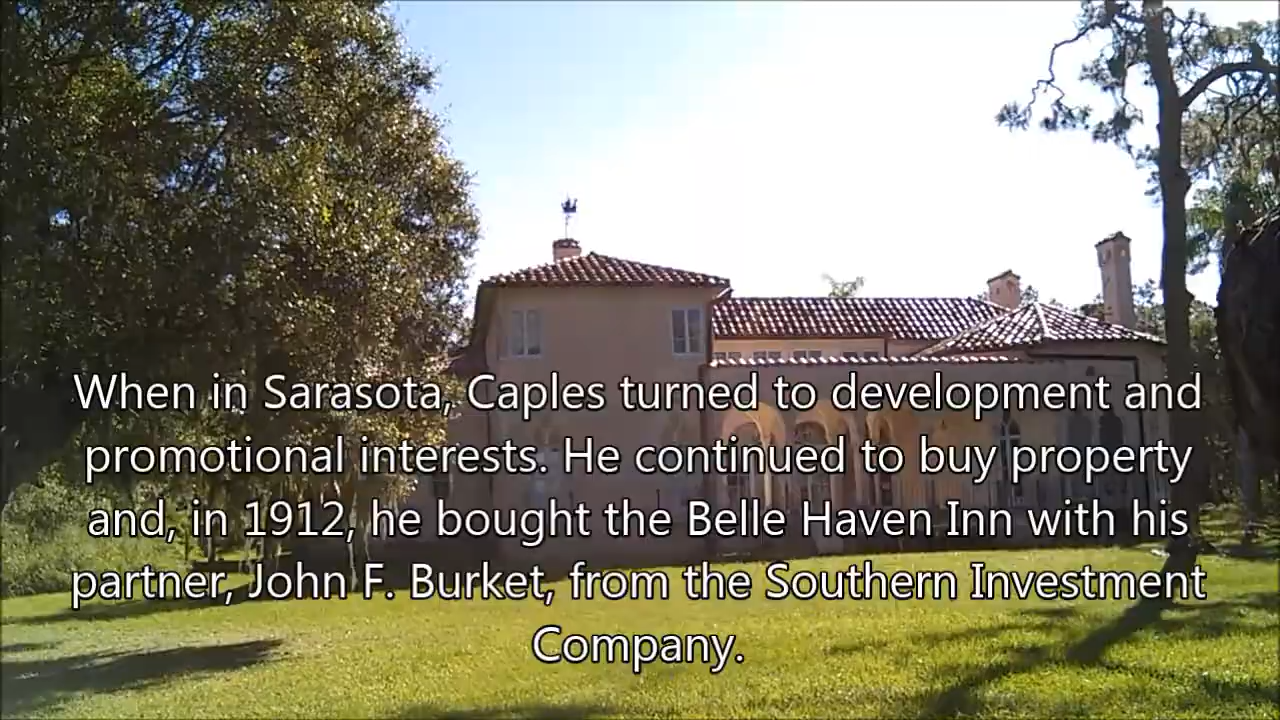 When in Sarasota, Caples turned to development and
promotional interests. He continued to buy property
and, in 1912, he bought the Belle Haven Inn with his
partner, John F. Burket, from the Southern Investment
Company.